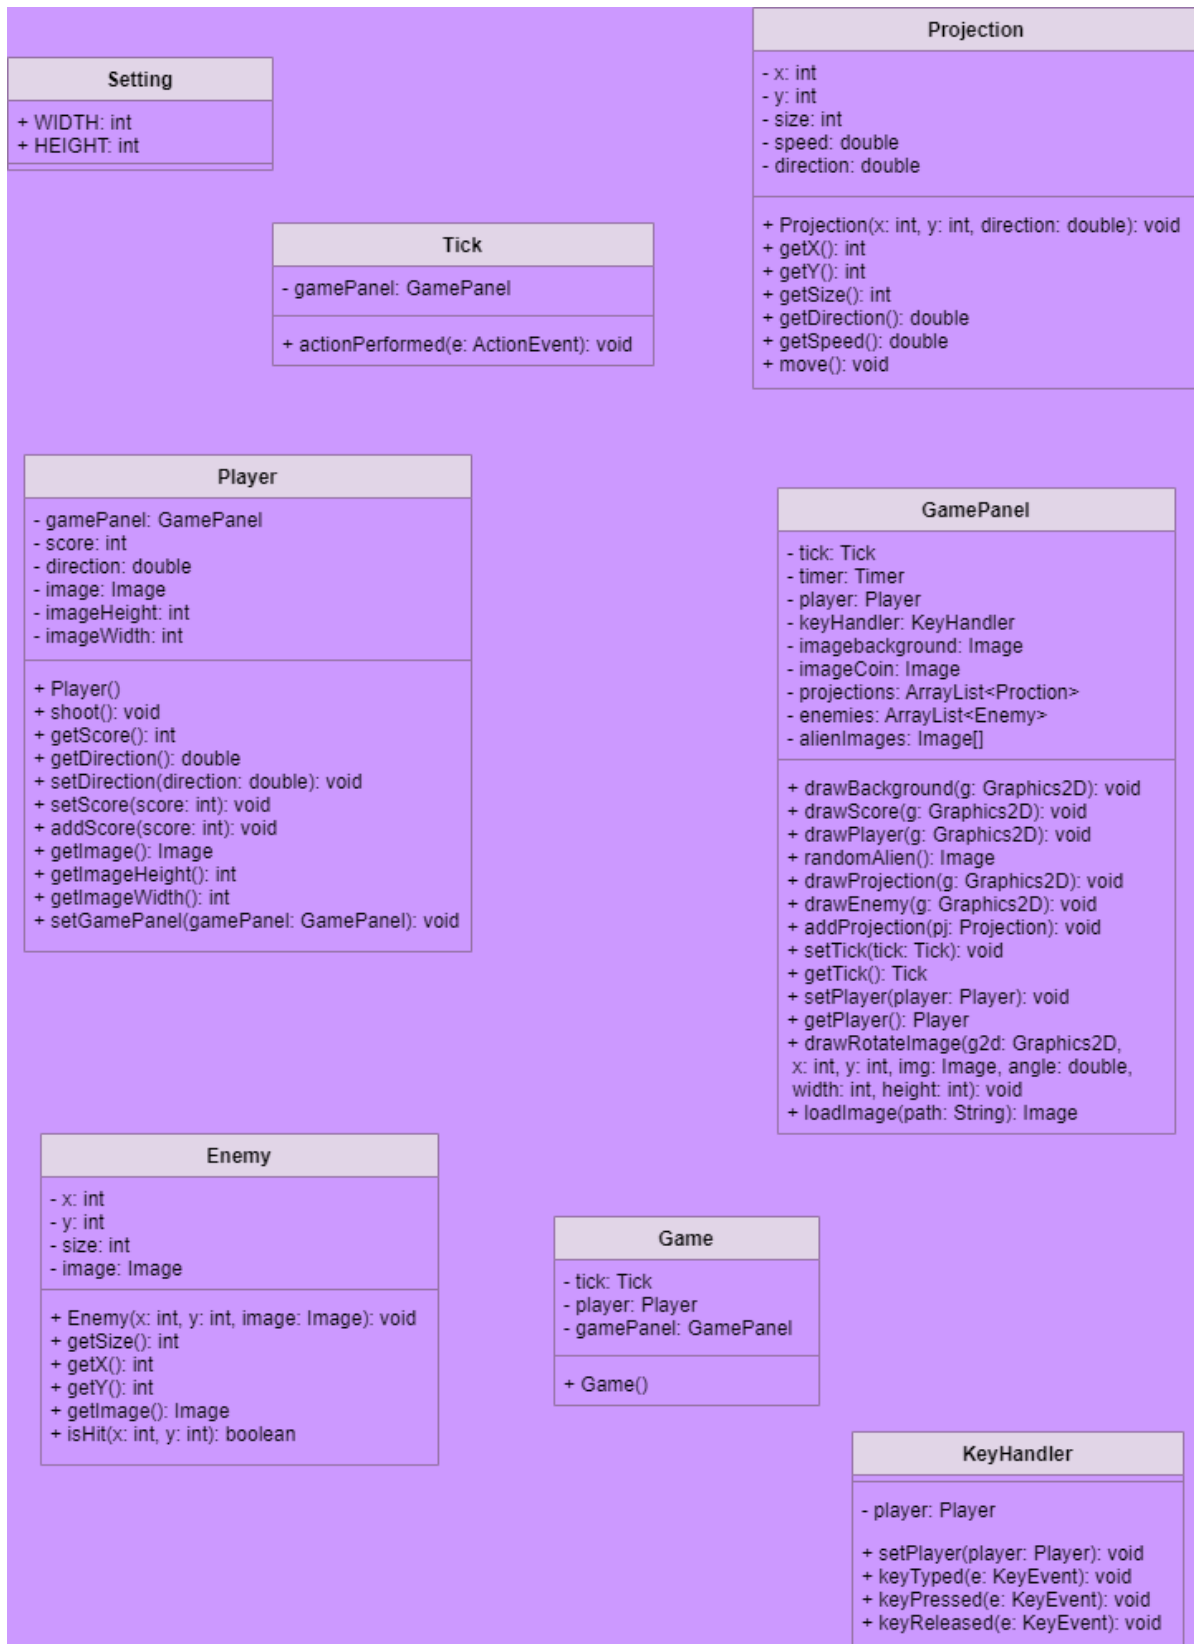 Setting
+ WIDTH: int
+ HEIGHT: int
Projection
- x: int
- y: int
- size: int
- speed: double
- direction: double
+ Projection(x: int, y: int, direction: double): void
+ getX(): int
+ getY(): int
+ getSize(): int
+ getDirection(): double
+ getSpeed(): double
+ move(): void
Tick
- gamePanel: GamePanel
+ actionPerformed(e: ActionEvent): void
Player
- gamePanel: GamePanel
- score: int
- direction: double
- image: Image
- imageHeight: int
- imageWidth: int
+ Player()
+ shoot(): void
+ getScore(): int
+ getDirection(): double
+ setDirection(direction: double): void
+ setScore(score: int): void
+ addScore(score: int): void
+ getImage(): Image
+ getImageHeight(): int
+ getImageWidth(): int
+ setGamePanel(gamePanel: GamePanel): void
GamePanel
- tick: Tick
- timer: Timer
- player: Player
- keyHandler: KeyHandler
- imagebackground: Image
- imageCoin: Image
- projections: ArrayList<Proction>
- enemies: ArrayList<Enemy>
- alienImages: Image[]
+ drawBackground(g: Graphics2D): void
+ drawScore(g: Graphics2D): void
+ drawPlayer(g: Graphics2D): void
+ randomAlien(): Image
+ drawProjection(g: Graphics2D): void
+ drawEnemy(g: Graphics2D): void
+ addProjection(pj: Projection): void
+ setTick(tick: Tick): void
+ getTick(): Tick
+ setPlayer(player: Player): void
+ getPlayer(): Player
+ drawRotateImage(g2d: Graphics2D,
x: int, y: int, img: Image, angle: double,
width: int, height: int): void
+ loadImage(path: String): Image
Enemy
- x: int
- y: int
- size: int
- image: Image
+ Enemy(x: int, y: int, image: Image): void
+ getSize(): int
+ getX(): int
+ getY(): int
+ getImage(): Image
+ isHit(x: int, y: int): boolean
Game
- tick: Tick
- player: Player
- gamePanel: GamePanel
+ Game()
KeyHandler
- player: Player
+ setPlayer(player: Player): void
+ keyTyped(e: KeyEvent): void
+ keyPressed(e: KeyEvent): void
+ keyReleased(e: KeyEvent): void